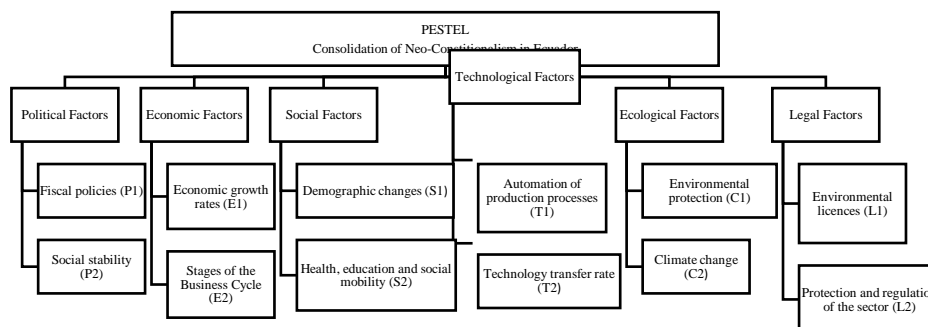 PESTEL
Consolidation of Neo-Constitionalism in Ecuador
Technological Factors
Political Factors
Economic Factors
Social Factors
Ecological Factors
Legal Factors
Fiscal policies (P1)
Social stability
(P2)
Economic growth
rates (E1)
Stages of the
Business Cycle
(E2)
Demographic changes (S1)
Health, education and social
mobility (S2)
Automation of
production processes
(T1)
Technology transfer rate
(T2)
Environmental
protection (C1)
Climate change
(C2)
Environmental
licences (L1)
Protection and regulation
of the sector (L2)